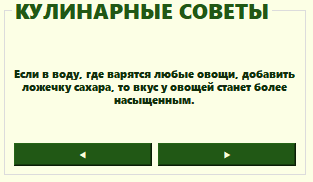 КУЛИНАРНЫЕ СОВЕТЫ
Если в воду, где варятся любые овощи, добавить
ложечку сахара, то вкус у овощей станет более
насыщенным.